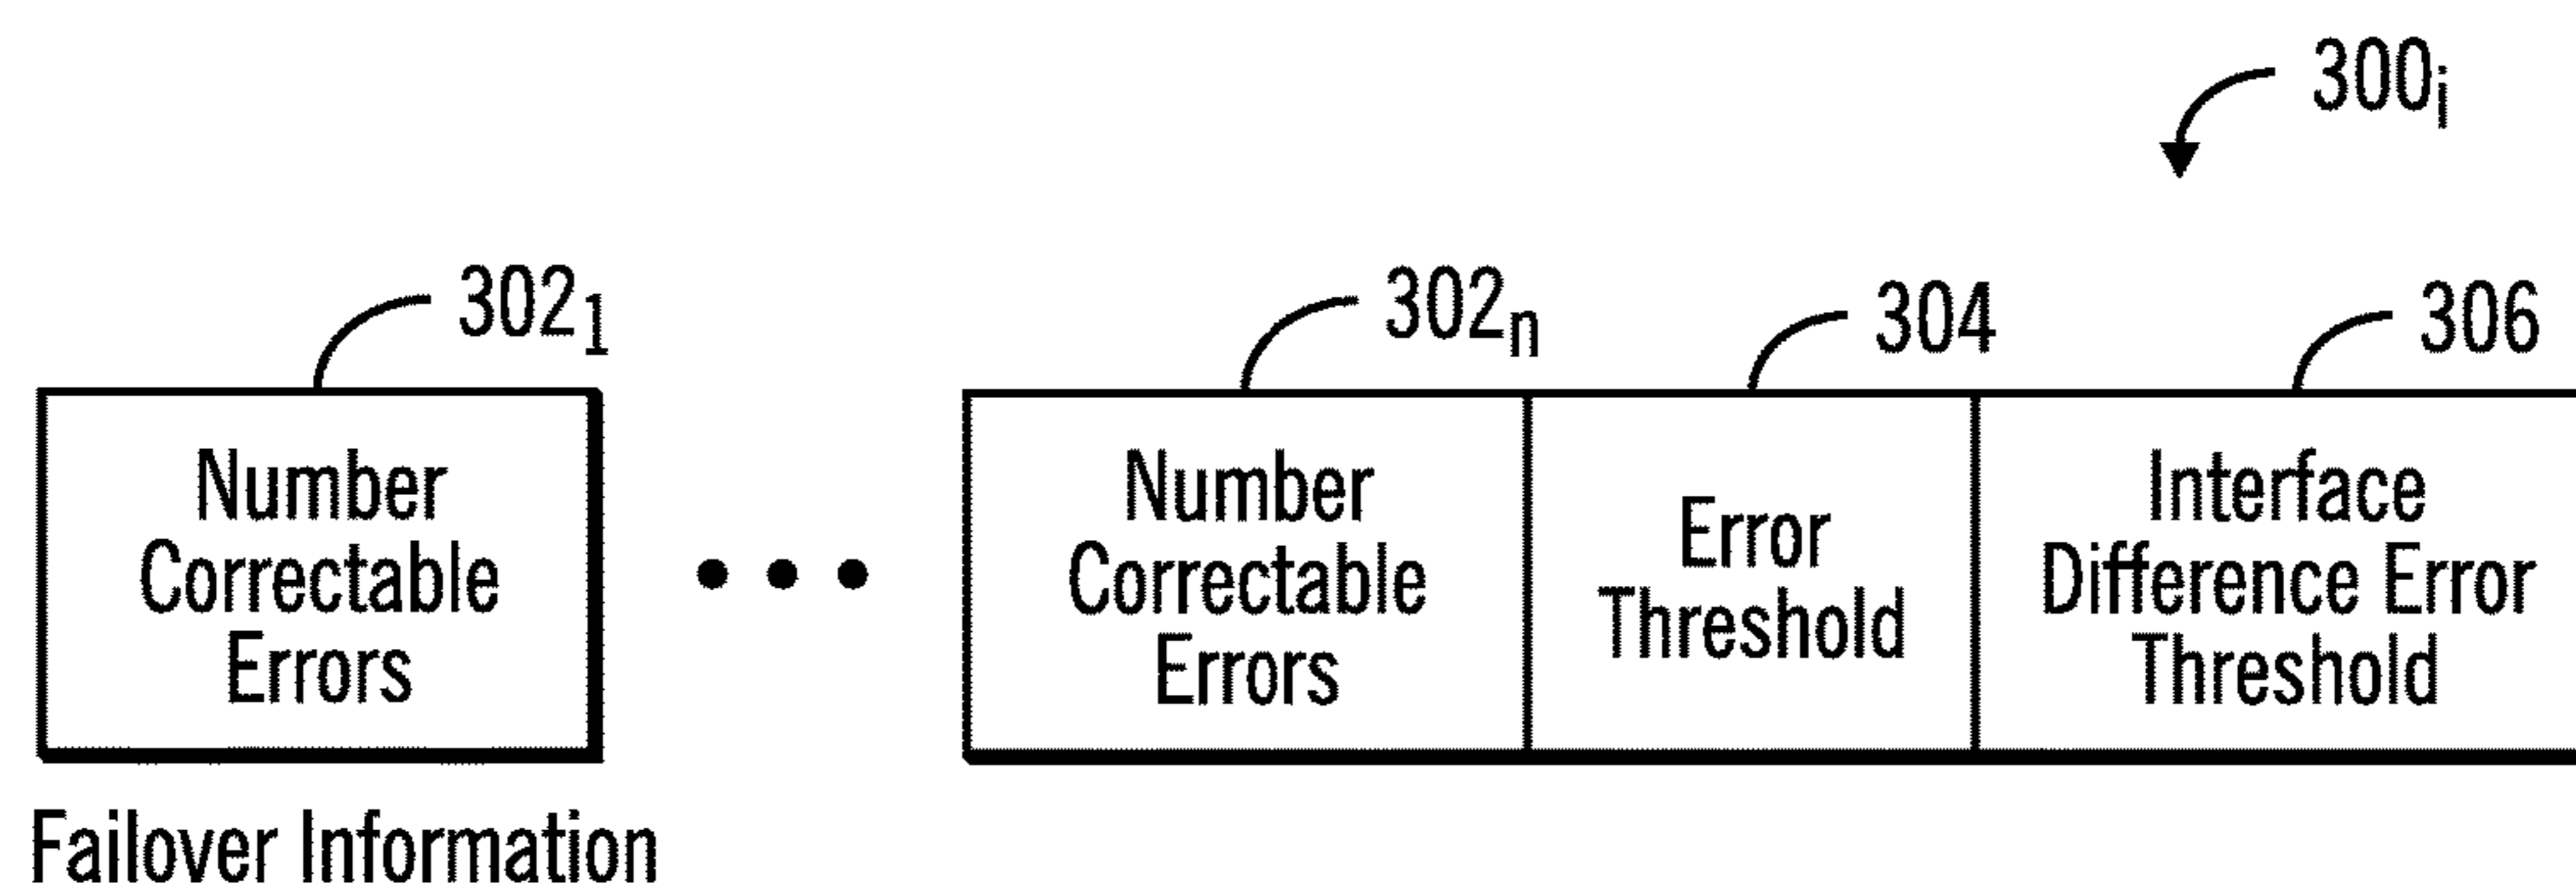 300i
3021
302n
304
306
Number
Correctable
Errors
Number
Correctable
Errors
Error
Threshold
Interface
Difference Error
Threshold
Failover Information